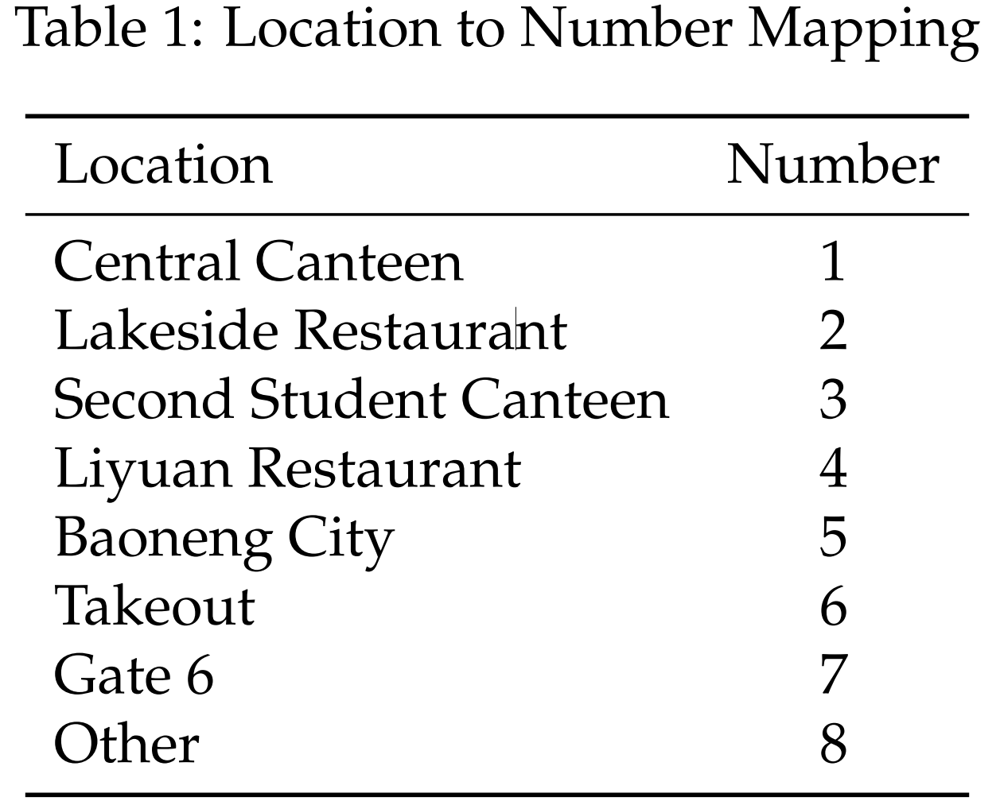 Table 1: Location to Number Mapping
Location Number
Central Canteen 1
Lakeside Restaurant 2
Second Student Canteen 3
Liyuan Restaurant 4
Baoneng City 5
Takeout 6
Gate 6 7
Other 8